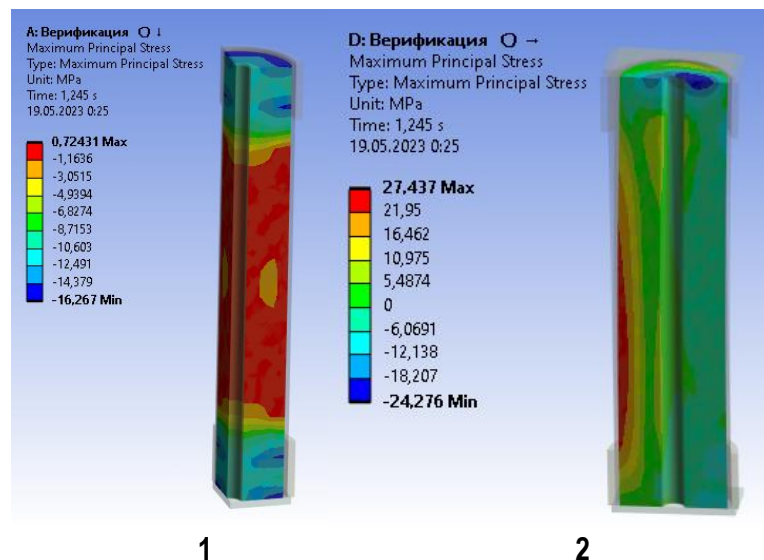 A: Верификация
Maximum Principal Stress
Type: Maximum Principal Stress
Unit: MPa
Time: 1,245 s
19.05.2023 0:25
0,72431 Max
-1,1636
-3,0515
-4,9394
-6,8274
-8,7153
-10,603
-12,491
-14,379
-16,267 Min
D: Верификация
Maximum Principal Stress
Type: Maximum Principal Stress
Unit: MPa
Time: 1,245 s
19.05.2023 0:25
27,437 Max
21,95
16,462
10,975
5,4874
0
-6,0691
-12,138
-18,207
-24,276 Min
1
2